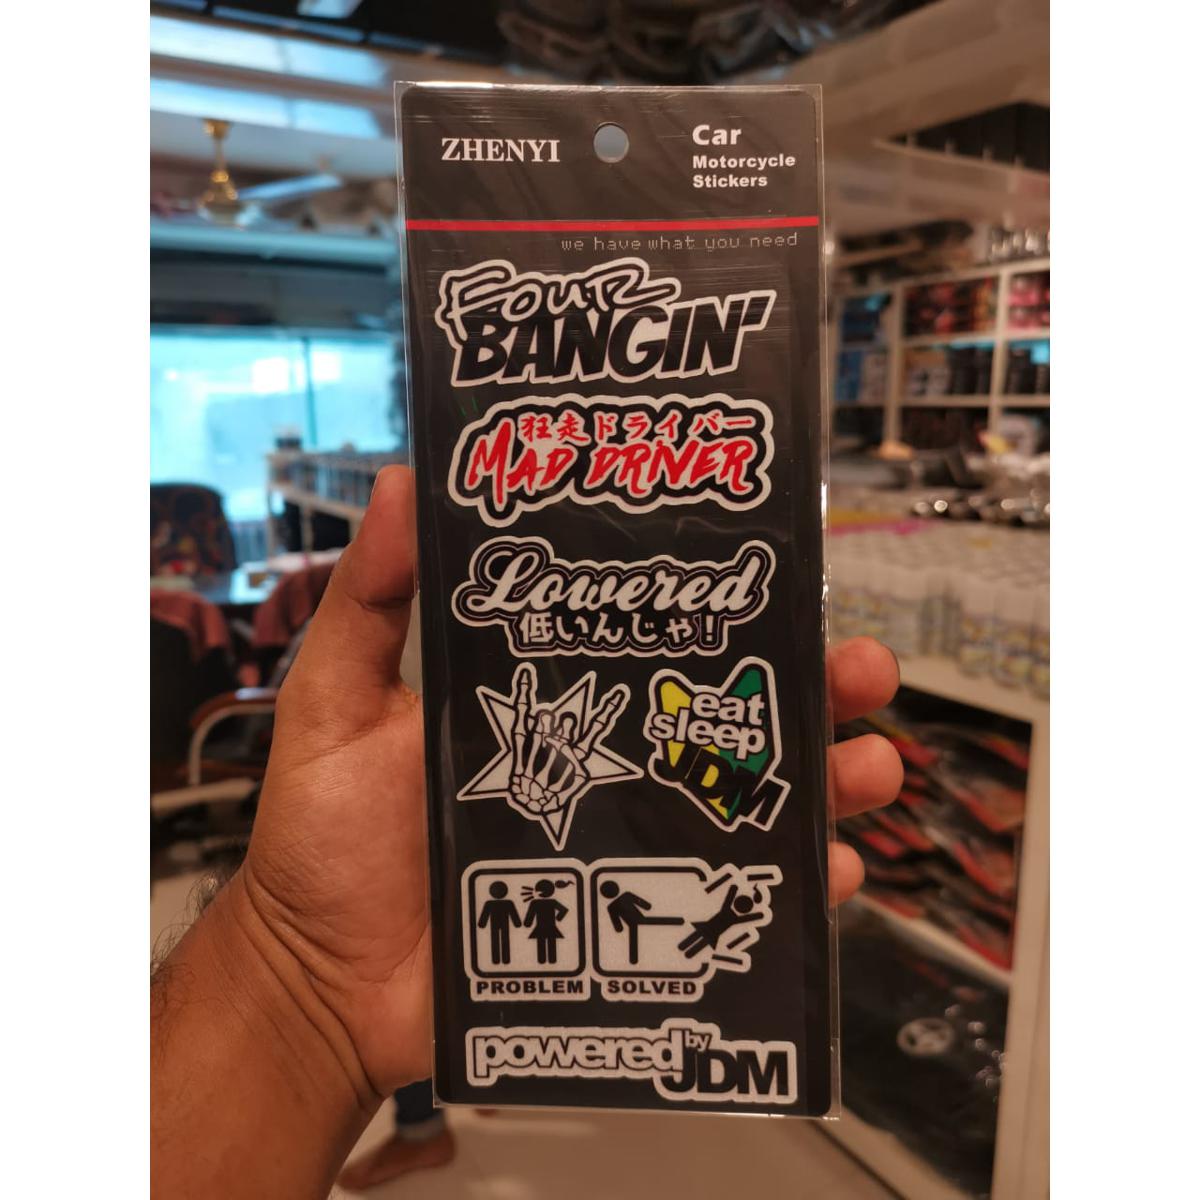 ZHENYI
Car
Motorcycle
Stickers
we have what you need
FOUR
BANGIN'
狂走ドライバー
MAD DRIVER
Lowered
低いんじゃ!
eat
sleep
JDM
PROBLEM
SOLVED
powered by JDM